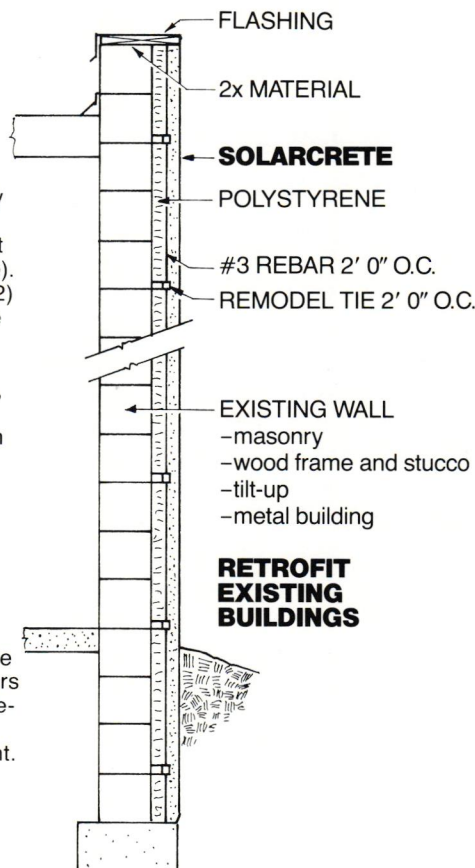 FLASHING
2x MATERIAL
SOLARCRETE
POLYSTYRENE
#3 REBAR 2' 0" O.C.
REMODEL TIE 2' 0" O.C.
EXISTING WALL
–masonry
–wood frame and stucco
–tilt-up
–metal building
RETROFIT
EXISTING
BUILDINGS